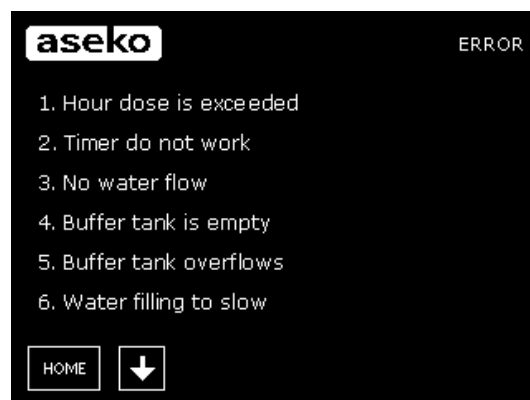 aseko
ERROR
1. Hour dose is exceeded
2. Timer do not work
3. No water flow
4. Buffer tank is empty
5. Buffer tank overflows
6. Water filling to slow
HOME